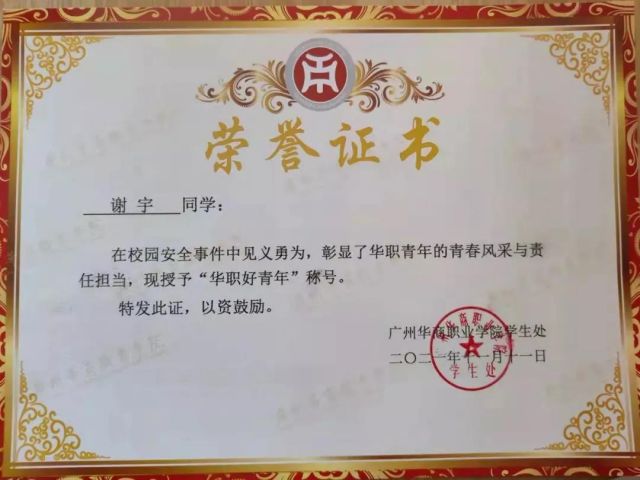 荣誉证书
谢宇 同学：
在校园安全事件中见义勇为，彰显了华职青年的青春风采与责
任担当，现授予“华职好青年”称号。
特发此证，以资鼓励。
广州华商职业学院学生处
二〇二一年十一月十一日
学生处